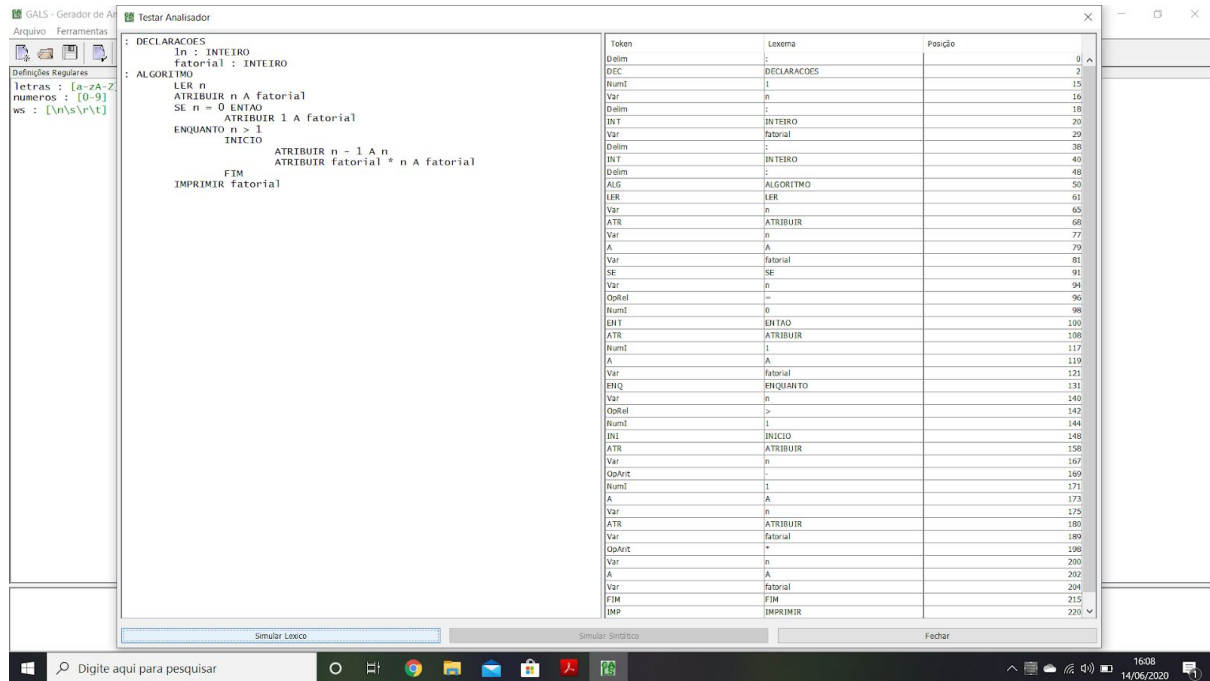 GALS - Gerador de An
Testar Analisador
Arquivo Ferramentas
Definições Regulares
letras : [a-zA-Z]
numeros : [0-9]
ws : [\n\s\r\t]
: DECLARACOES
1n : INTEIRO
fatorial : INTEIRO
: ALGORITMO
LER n
ATRIBUIR n A fatorial
SE n = 0 ENTAO
ATRIBUIR 1 A fatorial
ENQUANTO n > 1
INICIO
ATRIBUIR n - 1 A n
ATRIBUIR fatorial * n A fatorial
FIM
IMPRIMIR fatorial
Token Lexema Posição
Delim : 0
DEC DECLARACOES 2
NumI 1 15
Var n 16
Delim : 18
INT INTEIRO 20
Var fatorial 29
Delim : 38
INT INTEIRO 40
Delim : 48
ALG ALGORITMO 50
LER LER 61
Var n 65
ATR ATRIBUIR 68
Var n 77
A A 79
Var fatorial 81
SE SE 91
Var n 94
OpRel = 96
NumI 0 98
ENT ENTAO 100
ATR ATRIBUIR 108
NumI 1 117
A A 119
Var fatorial 121
ENQ ENQUANTO 131
Var n 140
OpRel > 142
NumI 1 144
INI INICIO 148
ATR ATRIBUIR 158
Var n 167
OpArit - 169
NumI 1 171
A A 173
Var n 175
ATR ATRIBUIR 180
Var fatorial 189
OpArit * 198
Var n 200
A A 202
Var fatorial 204
FIM FIM 215
IMP IMPRIMIR 220
Simular Lexico Simular Sintático Fechar
Digite aqui para pesquisar
16:08
14/06/2020